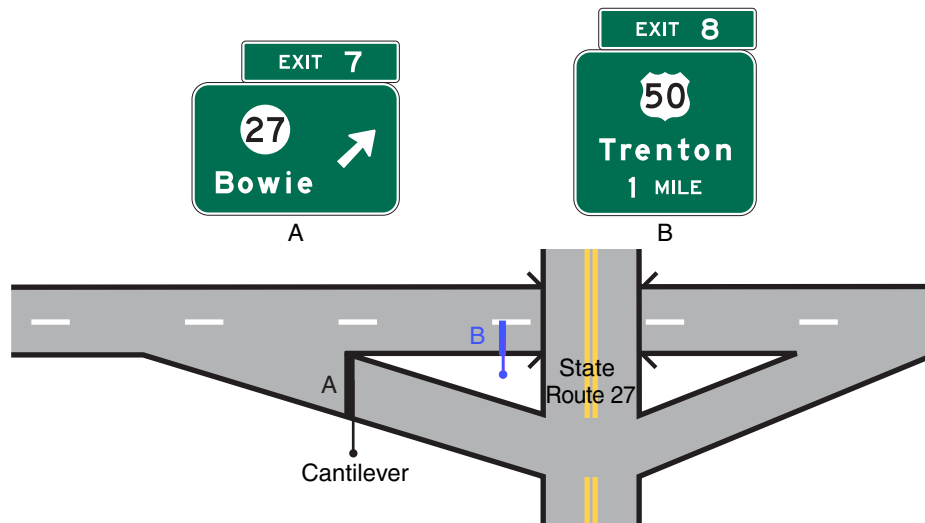 EXIT 7
27
Bowie
A
EXIT 8
50
Trenton
1 MILE
B
B
A
State
Route 27
Cantilever